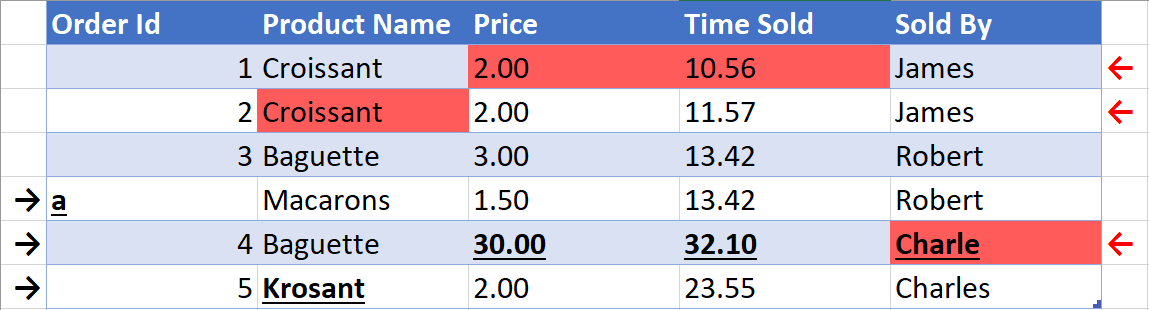 Order Id Product Name Price Time Sold Sold By
1 Croissant 2.00 10.56 James
2 Croissant 2.00 11.57 James
3 Baguette 3.00 13.42 Robert
a Macarons 1.50 13.42 Robert
4 Baguette 30.00 32.10 Charle
5 Krosant 2.00 23.55 Charles